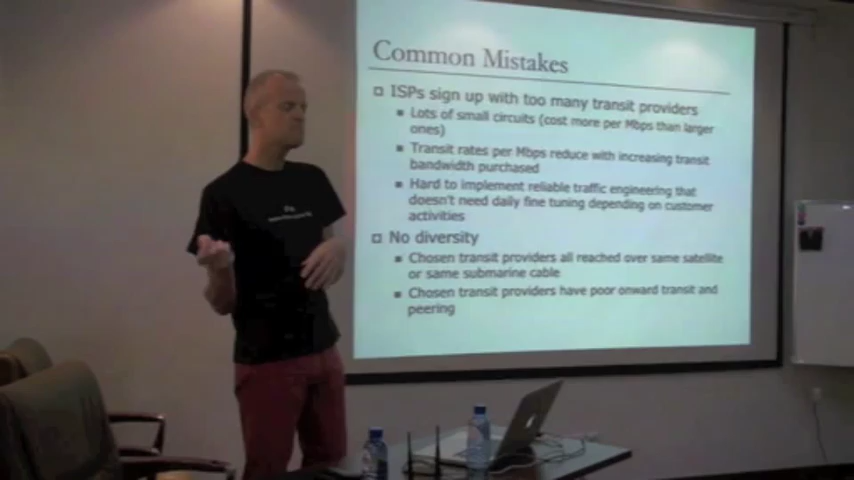 Common Mistakes
ISPs sign up with too many transit providers
Lots of small circuits (cost more per Mbps than larger
ones)
Transit rates per Mbps reduce with increasing transit
bandwidth purchased
Hard to implement reliable traffic engineering that
doesn't need daily fine tuning depending on customer
activities
No diversity
Chosen transit providers all reached over same satellite
or same submarine cable
Chosen transit providers have poor onward transit and
peering